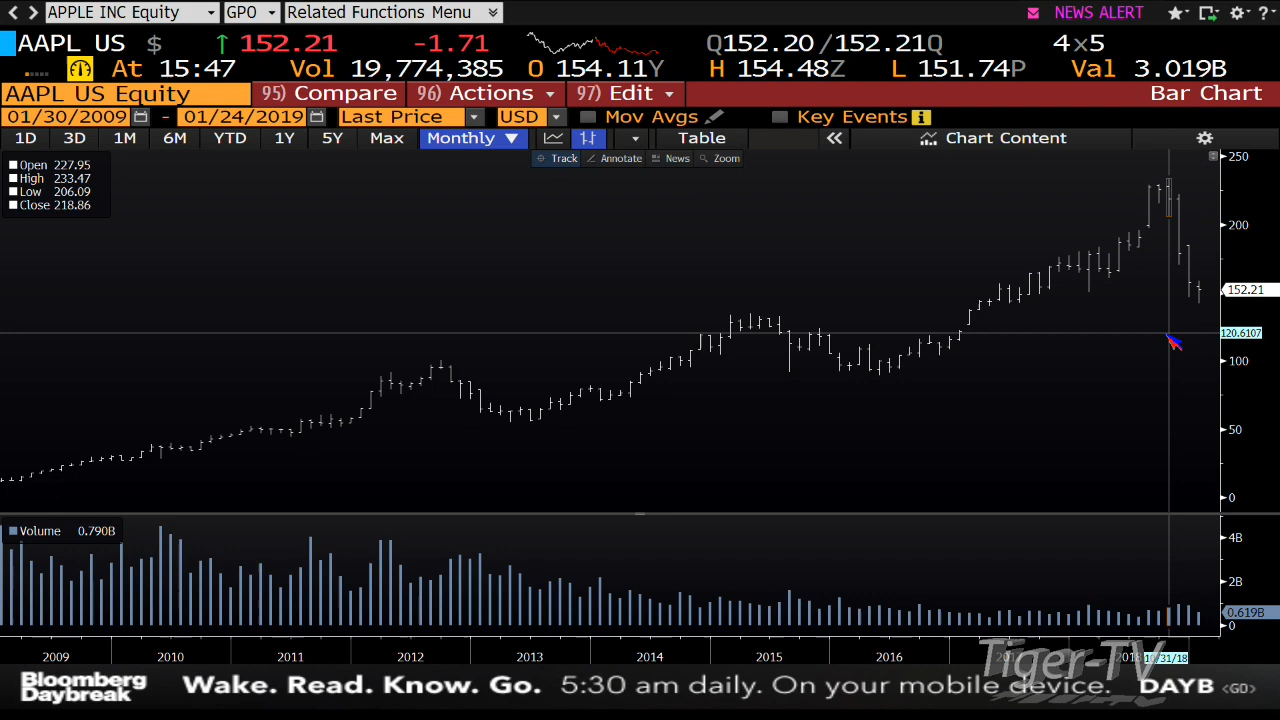 APPLE INC Equity GPO Related Functions Menu NEWS ALERT ?
AAPL US $ ↑ 152.21 -1.71 Q152.20 /152.21Q 4x5
At 15:47 Vol 19,774,385 O 154.11Y H 154.48Z L 151.74P Val 3.019B
AAPL US Equity 95) Compare 96) Actions 97) Edit Bar Chart
01/30/2009 - 01/24/2019 Last Price USD Mov Avgs Key Events i
1D 3D 1M 6M YTD 1Y 5Y Max Monthly ▼ Table « Chart Content
Track Annotate News Zoom
Open 227.95
High 233.47
Low 206.09
Close 218.86
250
200
152.21
120.6107
100
50
0
Volume 0.790B
4B
2B
0.619B
0
2009 2010 2011 2012 2013 2014 2015 2016 2018 10/31/18
Tiger-TV
Bloomberg
Daybreak
Wake. Read. Know. Go. 5:30 am daily. On your mobile device. DAYB <GO>